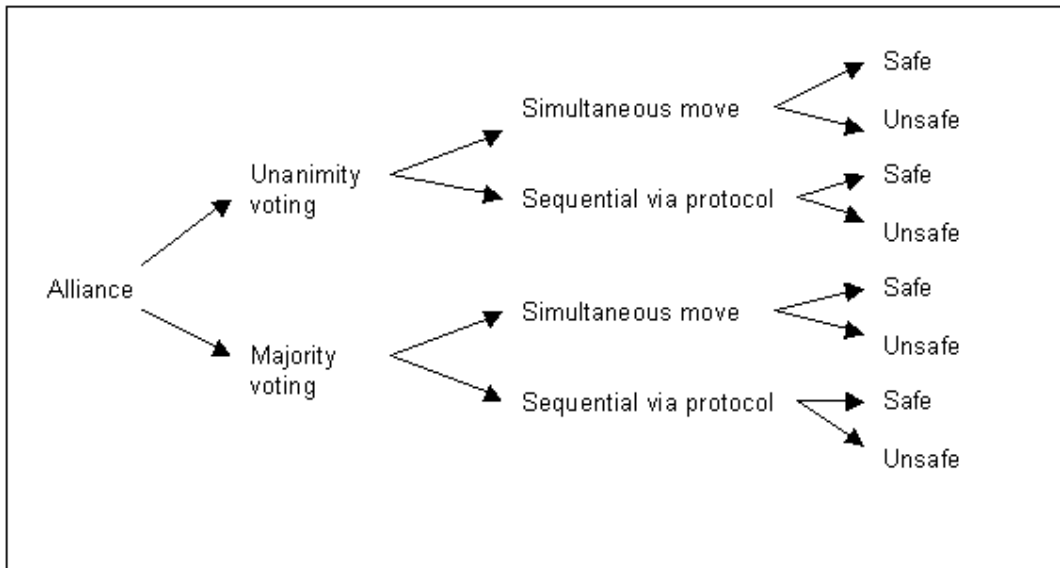 Safe
Simultaneous move
Unsafe
Unanimity
voting
Safe
Sequential via protocol
Unsafe
Alliance
Safe
Simultaneous move
Unsafe
Majority
voting
Safe
Sequential via protocol
Unsafe